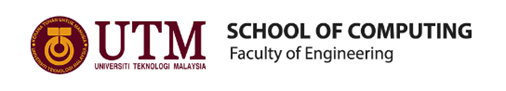 UTM
UNIVERSITI TEKNOLOGI MALAYSIA
SCHOOL OF COMPUTING
Faculty of Engineering